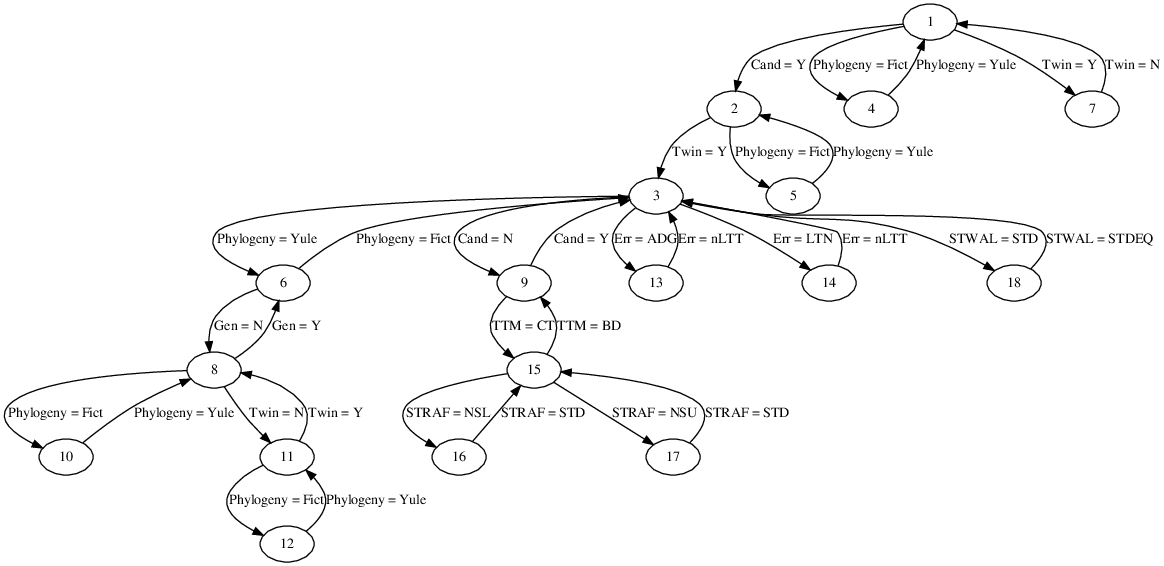 1
Cand = Y
Phylogeny = Fict
Phylogeny = Yule
Twin = Y
Twin = N
2
4
7
Twin = Y
Phylogeny = Fict
Phylogeny = Yule
3
5
Phylogeny = Yule
Phylogeny = Fict
Cand = N
Cand = Y
Err = ADG
Err = nLTT
Err = LTN
Err = nLTT
STWAL = STD
STWAL = STDEQ
6
9
13
14
18
Gen = N
Gen = Y
TTM = CT
TTM = BD
8
15
Phylogeny = Fict
Phylogeny = Yule
Twin = N
Twin = Y
STRAF = NSL
STRAF = STD
STRAF = NSU
STRAF = STD
10
11
16
17
Phylogeny = Fict
Phylogeny = Yule
12